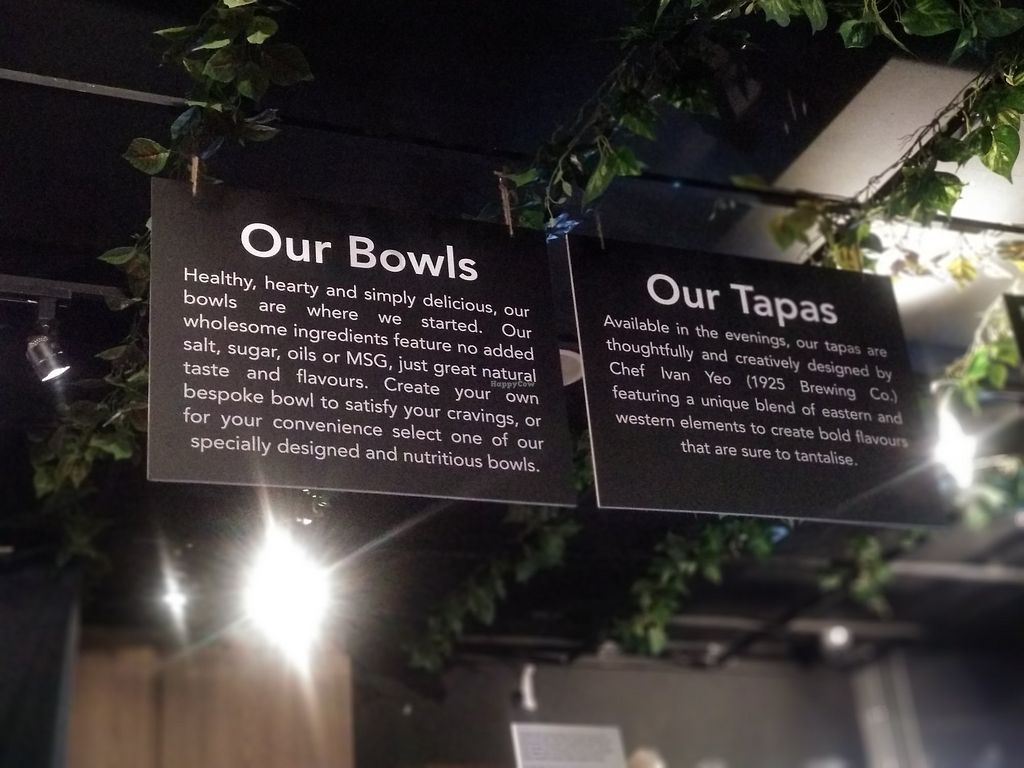 Our Bowls
Healthy, hearty and simply delicious, our
bowls are where we started. Our
wholesome ingredients feature no added
salt, sugar, oils or MSG, just great natural
taste and flavours. Create your own
bespoke bowl to satisfy your cravings, or
for your convenience select one of our
specially designed and nutritious bowls.
HappyCow
Our Tapas
Available in the evenings, our tapas are
thoughtfully and creatively designed by
Chef Ivan Yeo (1925 Brewing Co.)
featuring a unique blend of eastern and
western elements to create bold flavours
that are sure to tantalise.